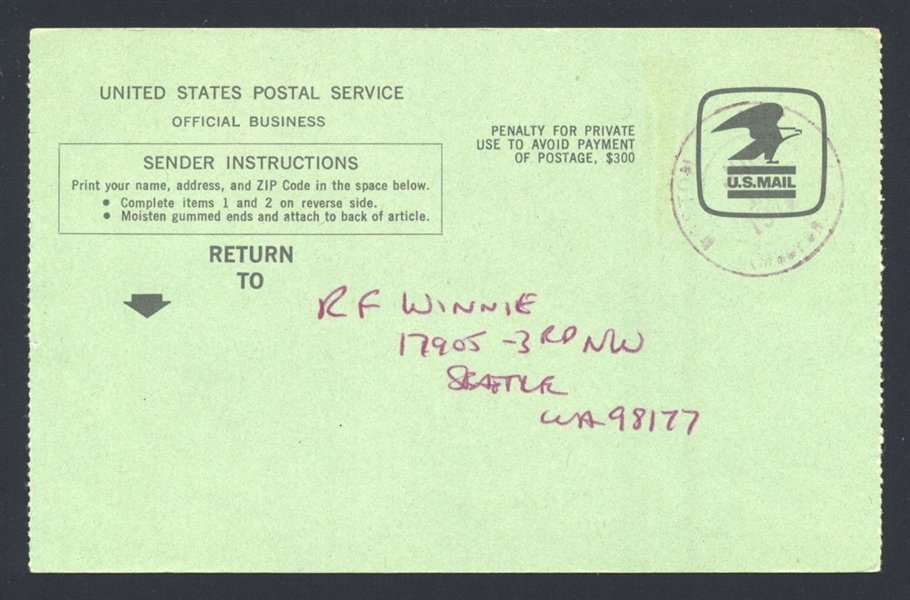 UNITED STATES POSTAL SERVICE
OFFICIAL BUSINESS
PENALTY FOR PRIVATE
USE TO AVOID PAYMENT
OF POSTAGE, $300
U.S.MAIL
SENDER INSTRUCTIONS
Print your name, address, and ZIP Code in the space below.
• Complete items 1 and 2 on reverse side.
• Moisten gummed ends and attach to back of article.
RETURN
TO
R F WINNIE
17905 - 3RD NW
SEATTLE
WA 98177